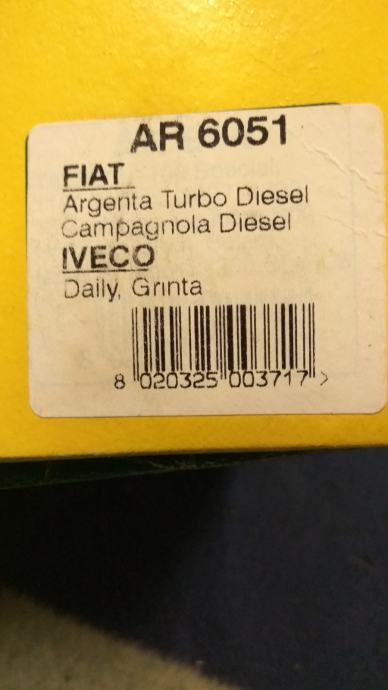 AR 6051
FIAT
Argenta Turbo Diesel
Campagnola Diesel
IVECO
Daily, Grinta
8 020325 003717 >